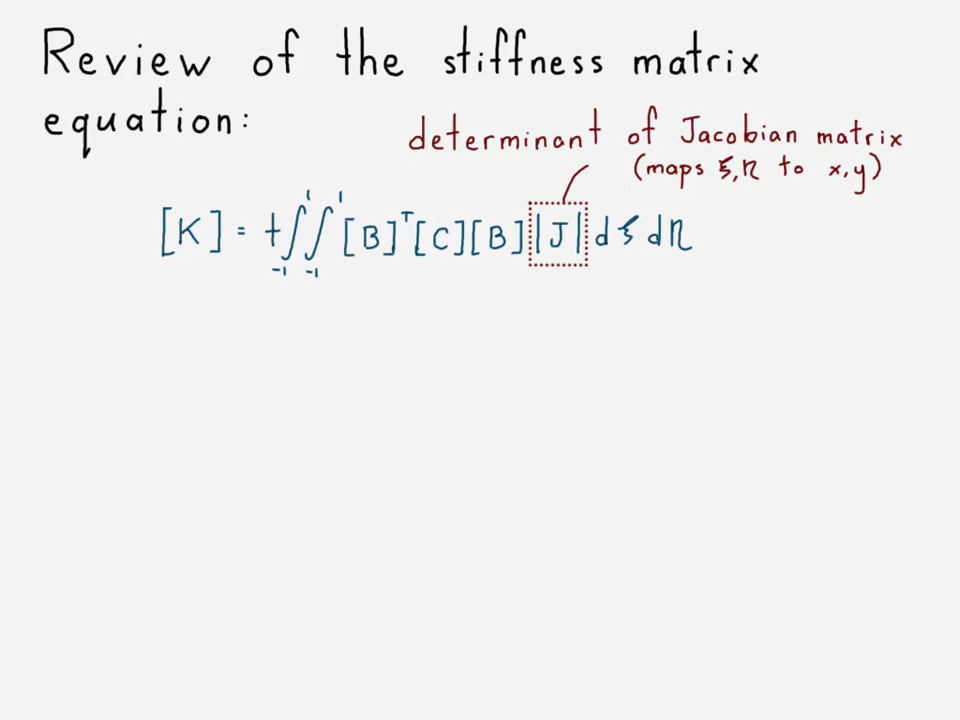 Review of the stiffness matrix
equation:
determinant of Jacobian matrix
(maps ξ,η to x,y)
[K] = t∫₋₁¹∫₋₁¹ [B]ᵀ[C][B]|J| dξ dη